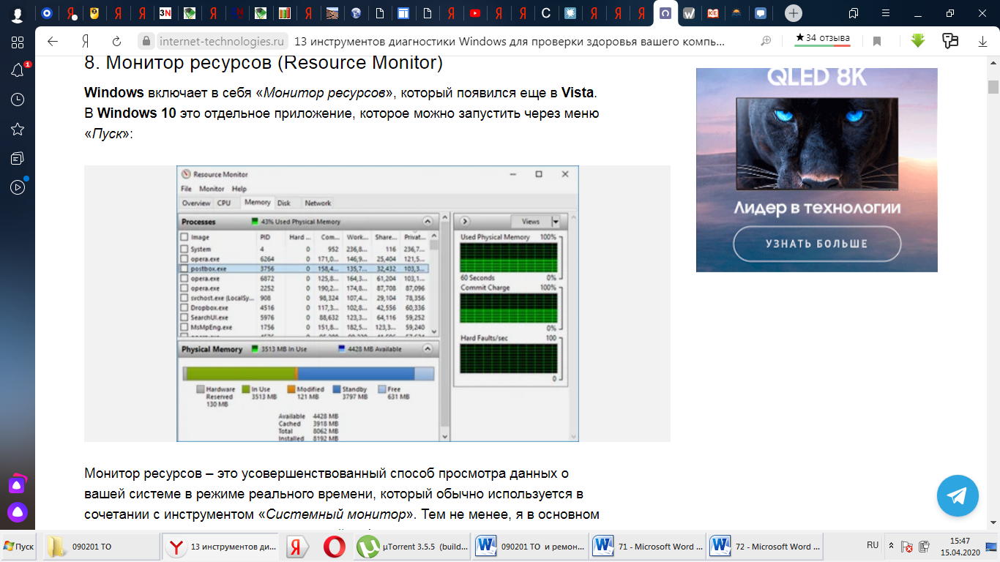 internet-technologies.ru
13 инструментов диагностики Windows для проверки здоровья вашего компь...
★34 отзыва
1
8. Монитор ресурсов (Resource Monitor)
Windows включает в себя «Монитор ресурсов», который появился еще в Vista.
В Windows 10 это отдельное приложение, которое можно запустить через меню
«Пуск»:
QLED 8K
Лидер в технологии
УЗНАТЬ БОЛЬШЕ
Resource Monitor
File Monitor Help
Overview CPU Memory Disk Network
Processes 43% Used Physical Memory
Image PID Hard ... Com... Work... Share... Privat...
System 4 0 952 236,8... 116 236,7...
opera.exe 6264 0 171,0... 146,9... 25,404 121,5...
postbox.exe 3756 0 158,4... 135,7... 32,432 103,3...
opera.exe 6872 0 125,8... 164,3... 61,204 103,1...
opera.exe 2252 0 190,2... 174,8... 87,708 87,096
svchost.exe (LocalSy... 908 0 98,324 107,4... 29,104 78,356
Dropbox.exe 4516 0 117,3... 102,8... 42,556 60,336
SearchUI.exe 5976 0 88,632 123,3... 64,116 59,252
MsMpEng.exe 1756 0 151,8... 182,5... 123,3... 59,240
Physical Memory 3513 MB In Use 4428 MB Available
Hardware Reserved 130 MB
In Use 3513 MB
Modified 121 MB
Standby 3797 MB
Free 631 MB
Available 4428 MB
Cached 3918 MB
Total 8062 MB
Installed 8192 MB
Views
Used Physical Memory 100%
60 Seconds 0%
Commit Charge 100%
0%
Hard Faults/sec 100
0
Монитор ресурсов – это усовершенствованный способ просмотра данных о
вашей системе в режиме реального времени, который обычно используется в
сочетании с инструментом «Системный монитор». Тем не менее, я в основном
Пуск
090201 ТО
13 инструментов ди...
µTorrent 3.5.5 (build...
090201 ТО и ремон...
71 - Microsoft Word ...
72 - Microsoft Word ...
RU
15:47
15.04.2020